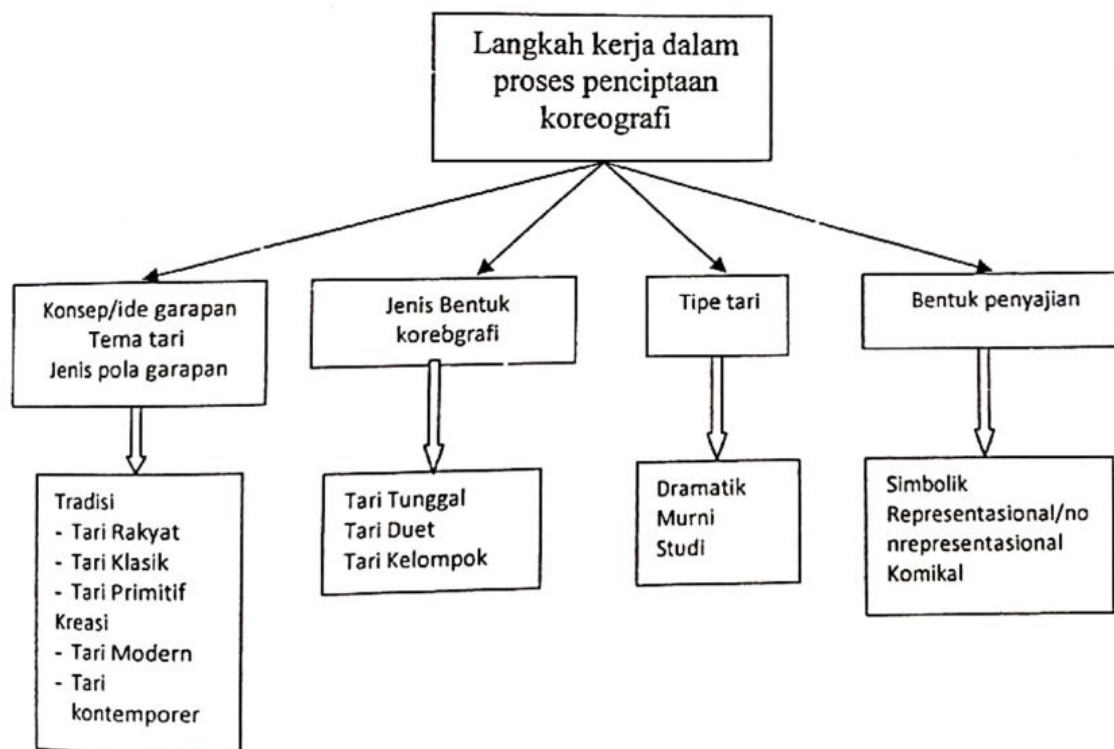 Langkah kerja dalam
proses penciptaan
koreografi
Konsep/ide garapan
Tema tari
Jenis pola garapan
Jenis Bentuk
korebgrafi
Tipe tari
Bentuk penyajian
Tradisi
- Tari Rakyat
- Tari Klasik
- Tari Primitif
Kreasi
- Tari Modern
- Tari
kontemporer
Tari Tunggal
Tari Duet
Tari Kelompok
Dramatik
Murni
Studi
Simbolik
Representasional/no
nrepresentasional
Komikal